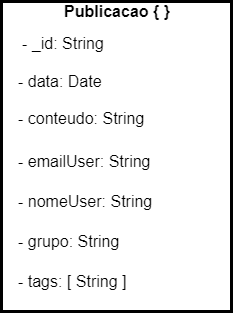 Publicacao { }
- _id: String
- data: Date
- conteudo: String
- emailUser: String
- nomeUser: String
- grupo: String
- tags: [ String ]